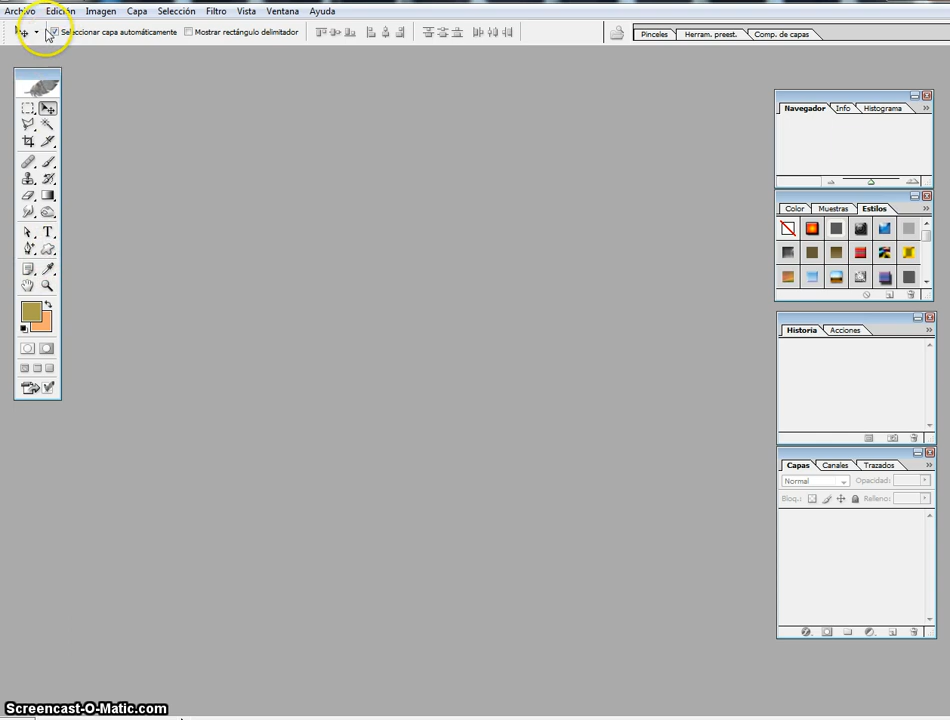 Archivo Edición Imagen Capa Selección Filtro Vista Ventana Ayuda
Seleccionar capa automáticamente Mostrar rectángulo delimitador Pinceles Herram. preest. Comp. de capas
T
Navegador Info Histograma
Color Muestras Estilos
Historia Acciones
Capas Canales Trazados
Normal Opacidad:
Bloq.: Relleno:
Screencast-O-Matic.com